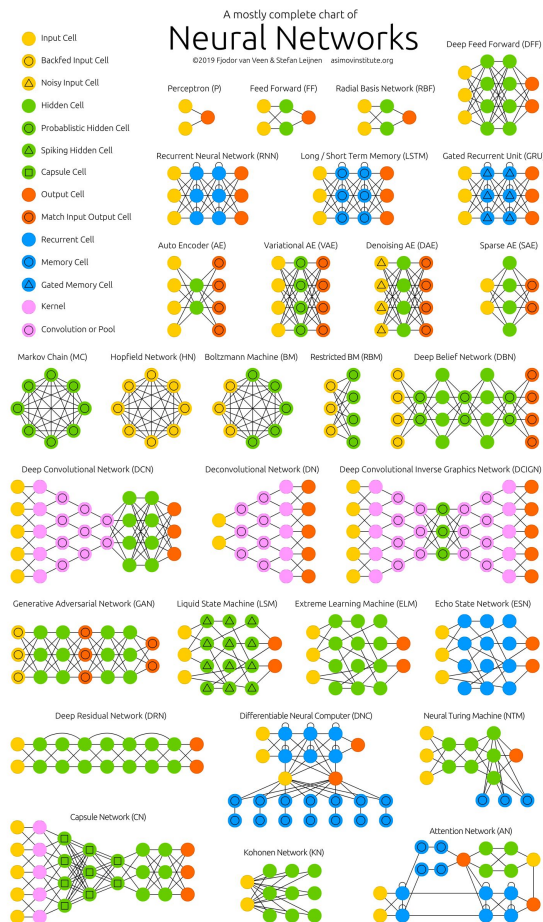 A mostly complete chart of
Neural Networks
©2019 Fjodor van Veen & Stefan Leijnen asimovinstitute.org
Input Cell
Backfed Input Cell
Noisy Input Cell
Hidden Cell
Probablistic Hidden Cell
Spiking Hidden Cell
Capsule Cell
Output Cell
Match Input Output Cell
Recurrent Cell
Memory Cell
Gated Memory Cell
Kernel
Convolution or Pool
Deep Feed Forward (DFF)
Perceptron (P)
Feed Forward (FF)
Radial Basis Network (RBF)
Recurrent Neural Network (RNN)
Long / Short Term Memory (LSTM)
Gated Recurrent Unit (GRU
Auto Encoder (AE)
Variational AE (VAE)
Denoising AE (DAE)
Sparse AE (SAE)
Markov Chain (MC)
Hopfield Network (HN)
Boltzmann Machine (BM)
Restricted BM (RBM)
Deep Belief Network (DBN)
Deep Convolutional Network (DCN)
Deconvolutional Network (DN)
Deep Convolutional Inverse Graphics Network (DCIGN)
Generative Adversarial Network (GAN)
Liquid State Machine (LSM)
Extreme Learning Machine (ELM)
Echo State Network (ESN)
Deep Residual Network (DRN)
Differentiable Neural Computer (DNC)
Neural Turing Machine (NTM)
Capsule Network (CN)
Kohonen Network (KN)
Attention Network (AN)